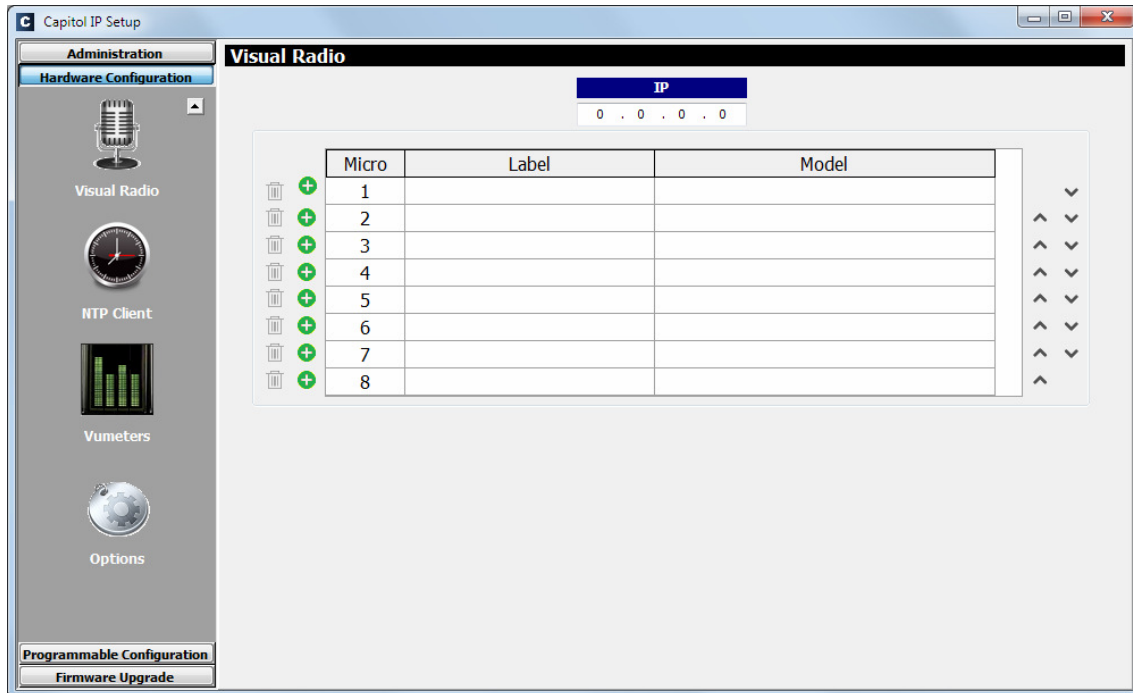 Capitol IP Setup
Administration
Hardware Configuration
Visual Radio
NTP Client
Vumeters
Options
Programmable Configuration
Firmware Upgrade
Visual Radio
IP
0 . 0 . 0 . 0
Micro Label Model
1
2
3
4
5
6
7
8